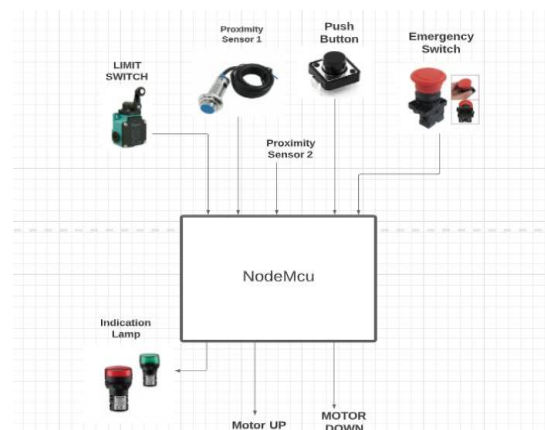 Proximity
Sensor 1
Push
Button
Emergency
Switch
LIMIT
SWITCH
Proximity
Sensor 2
NodeMcu
Indication
Lamp
Motor UP
MOTOR
DOWN